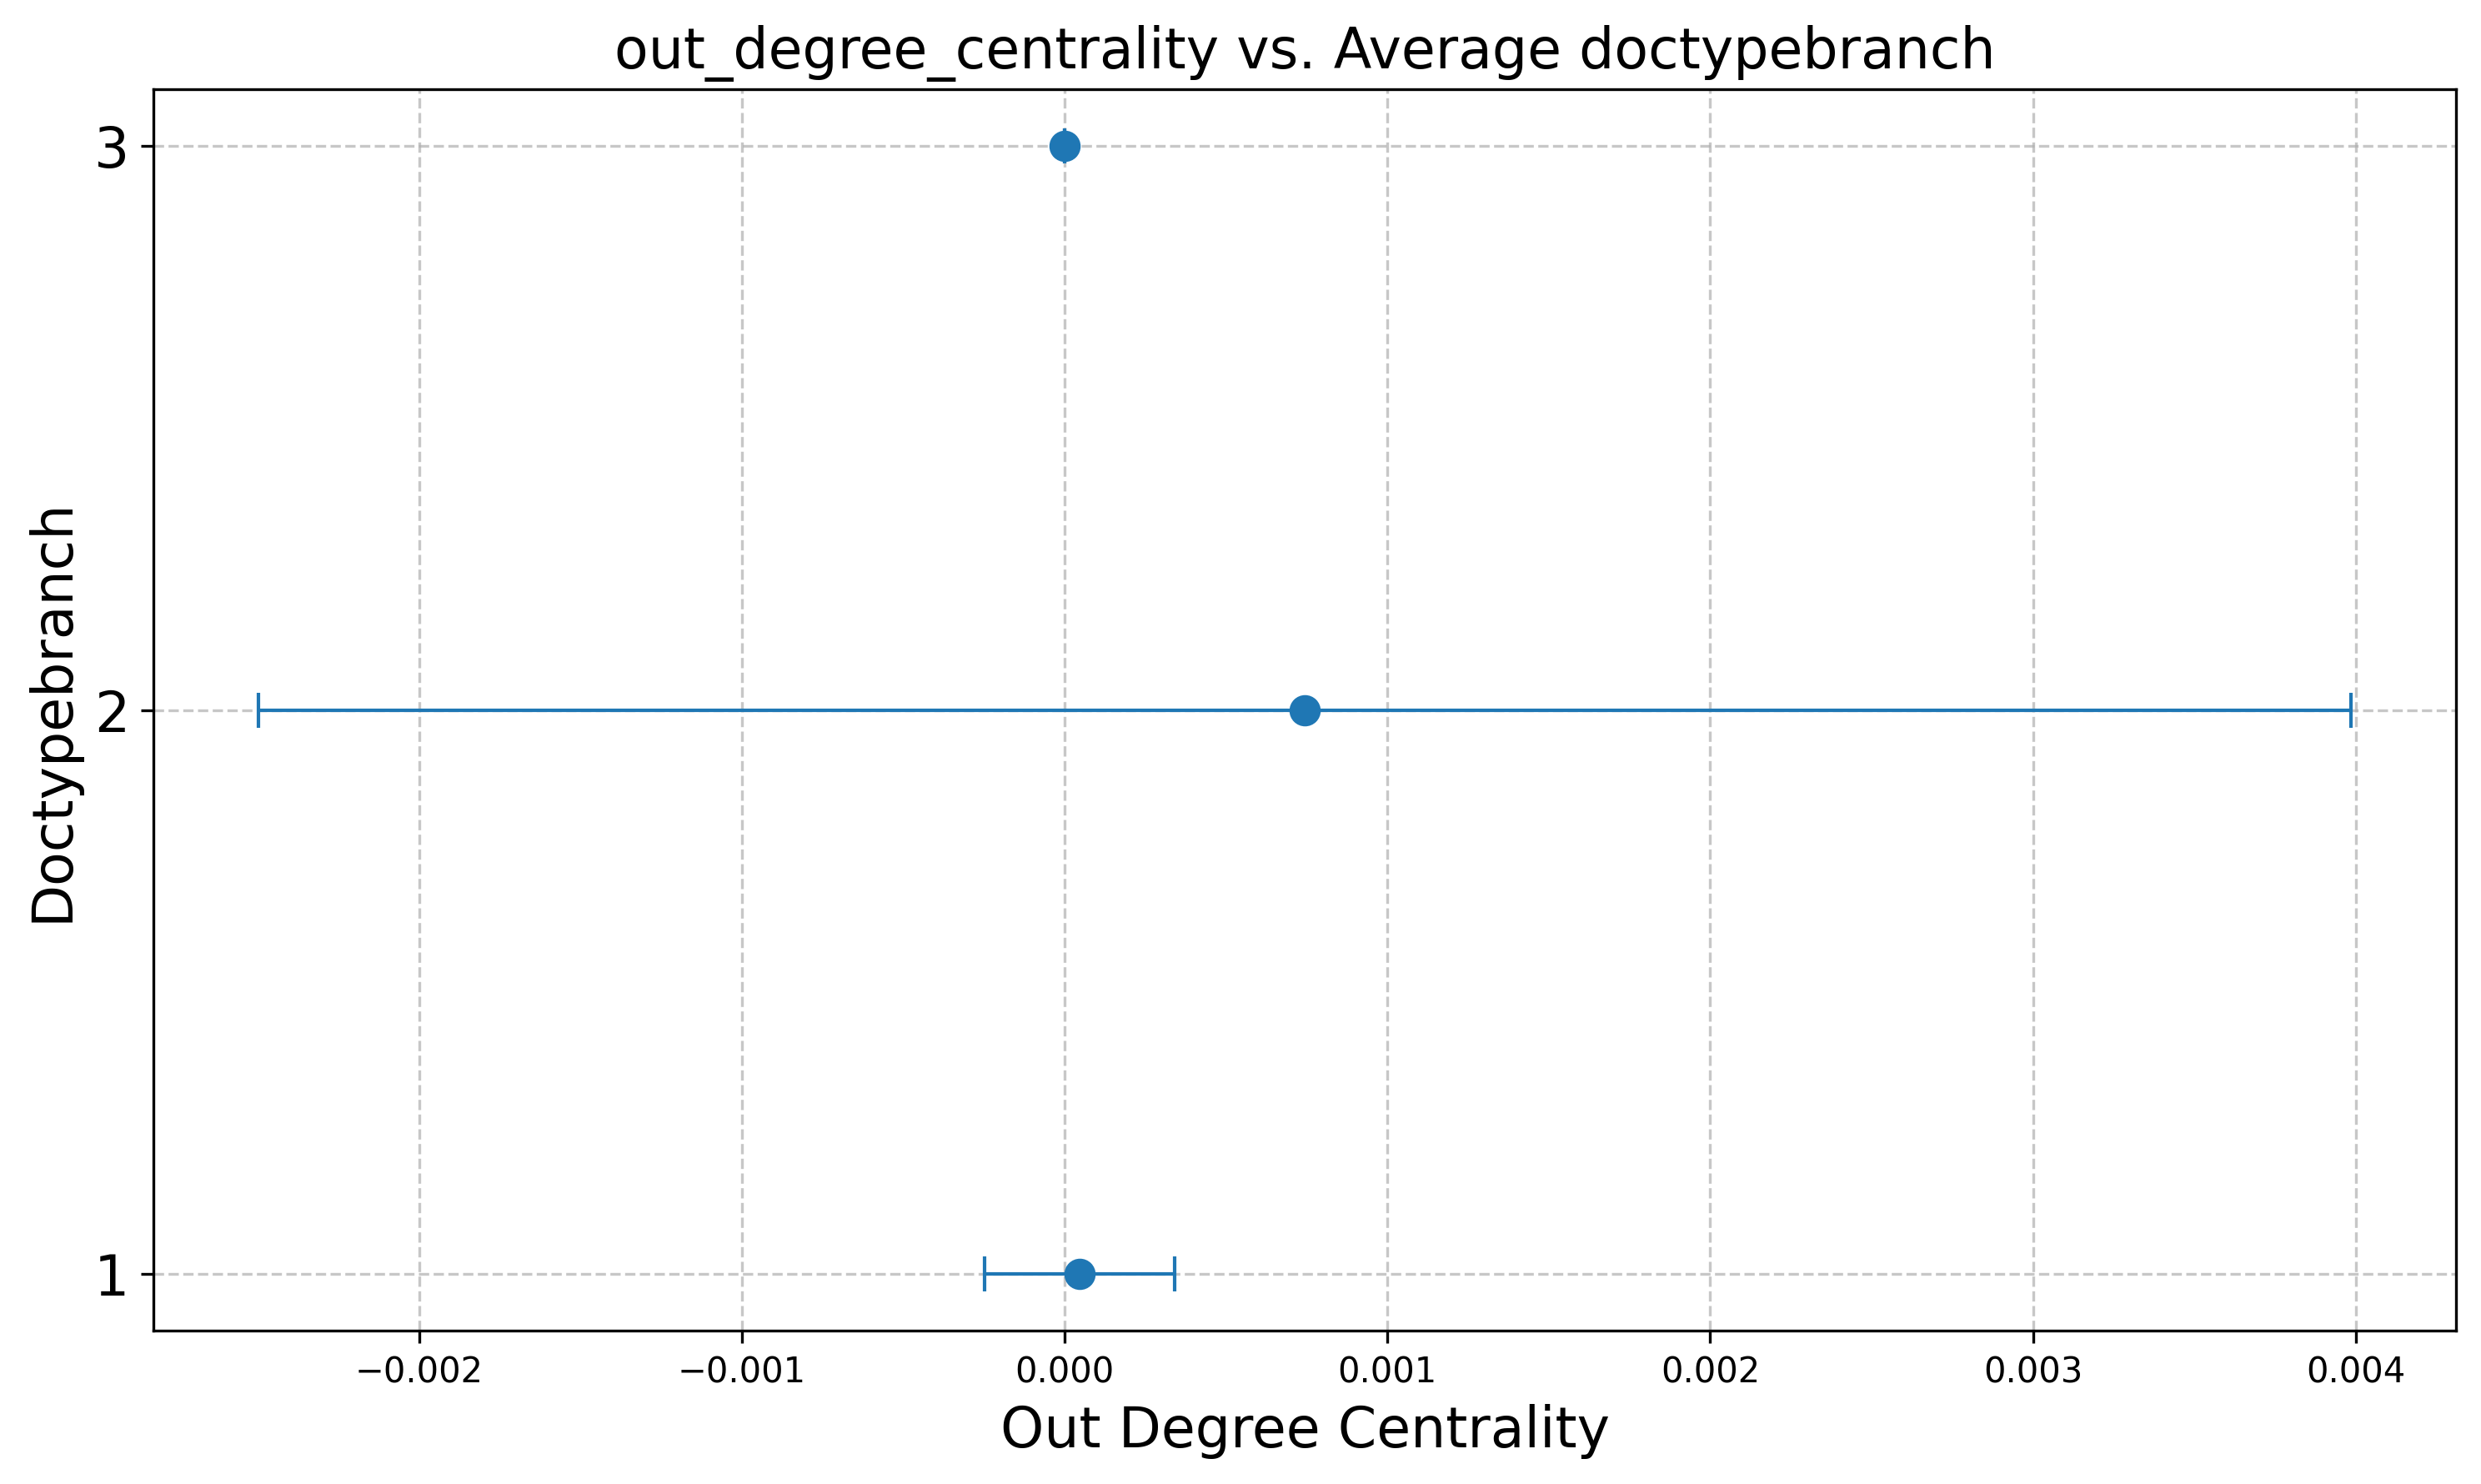 out_degree_centrality vs. Average doctypebranch
3
2
1
Doctypebranch
−0.002 −0.001 0.000 0.001 0.002 0.003 0.004
Out Degree Centrality